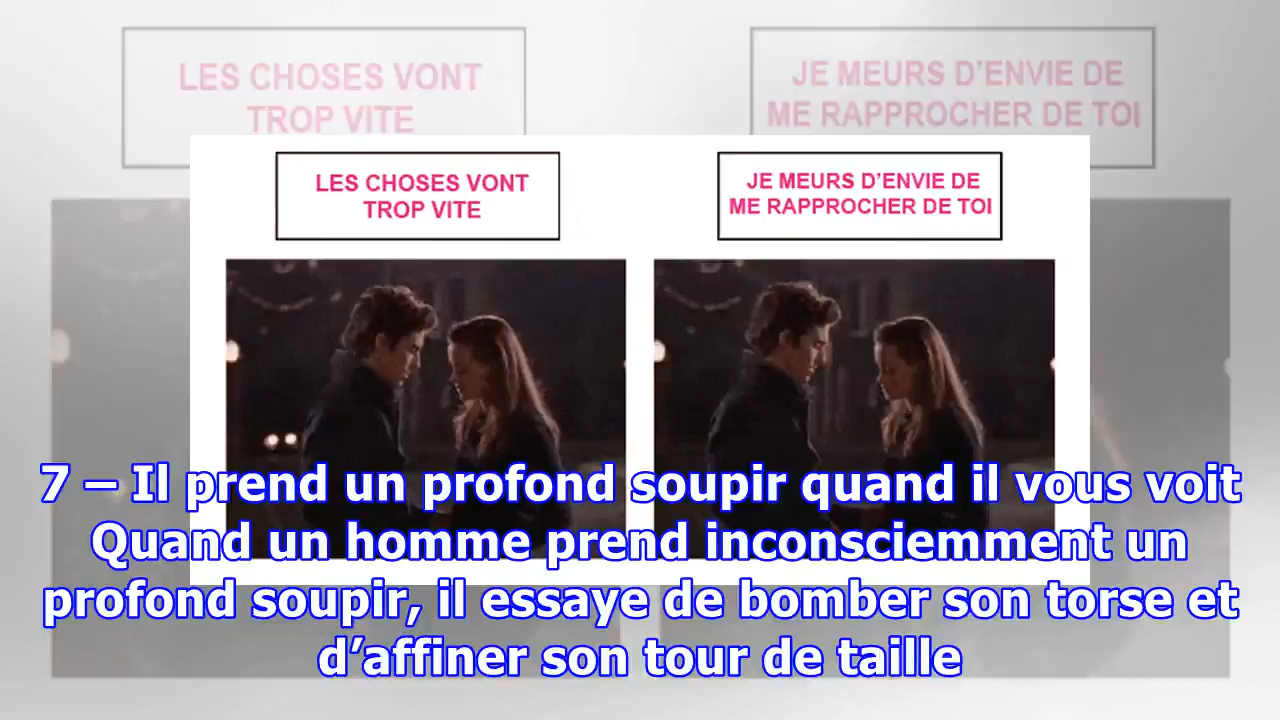 LES CHOSES VONT
TROP VITE
JE MEURS D'ENVIE DE
ME RAPPROCHER DE TOI
LES CHOSES VONT
TROP VITE
JE MEURS D'ENVIE DE
ME RAPPROCHER DE TOI
7 – Il prend un profond soupir quand il vous voit
Quand un homme prend inconsciemment un
profond soupir, il essaye de bomber son torse et
d’affiner son tour de taille